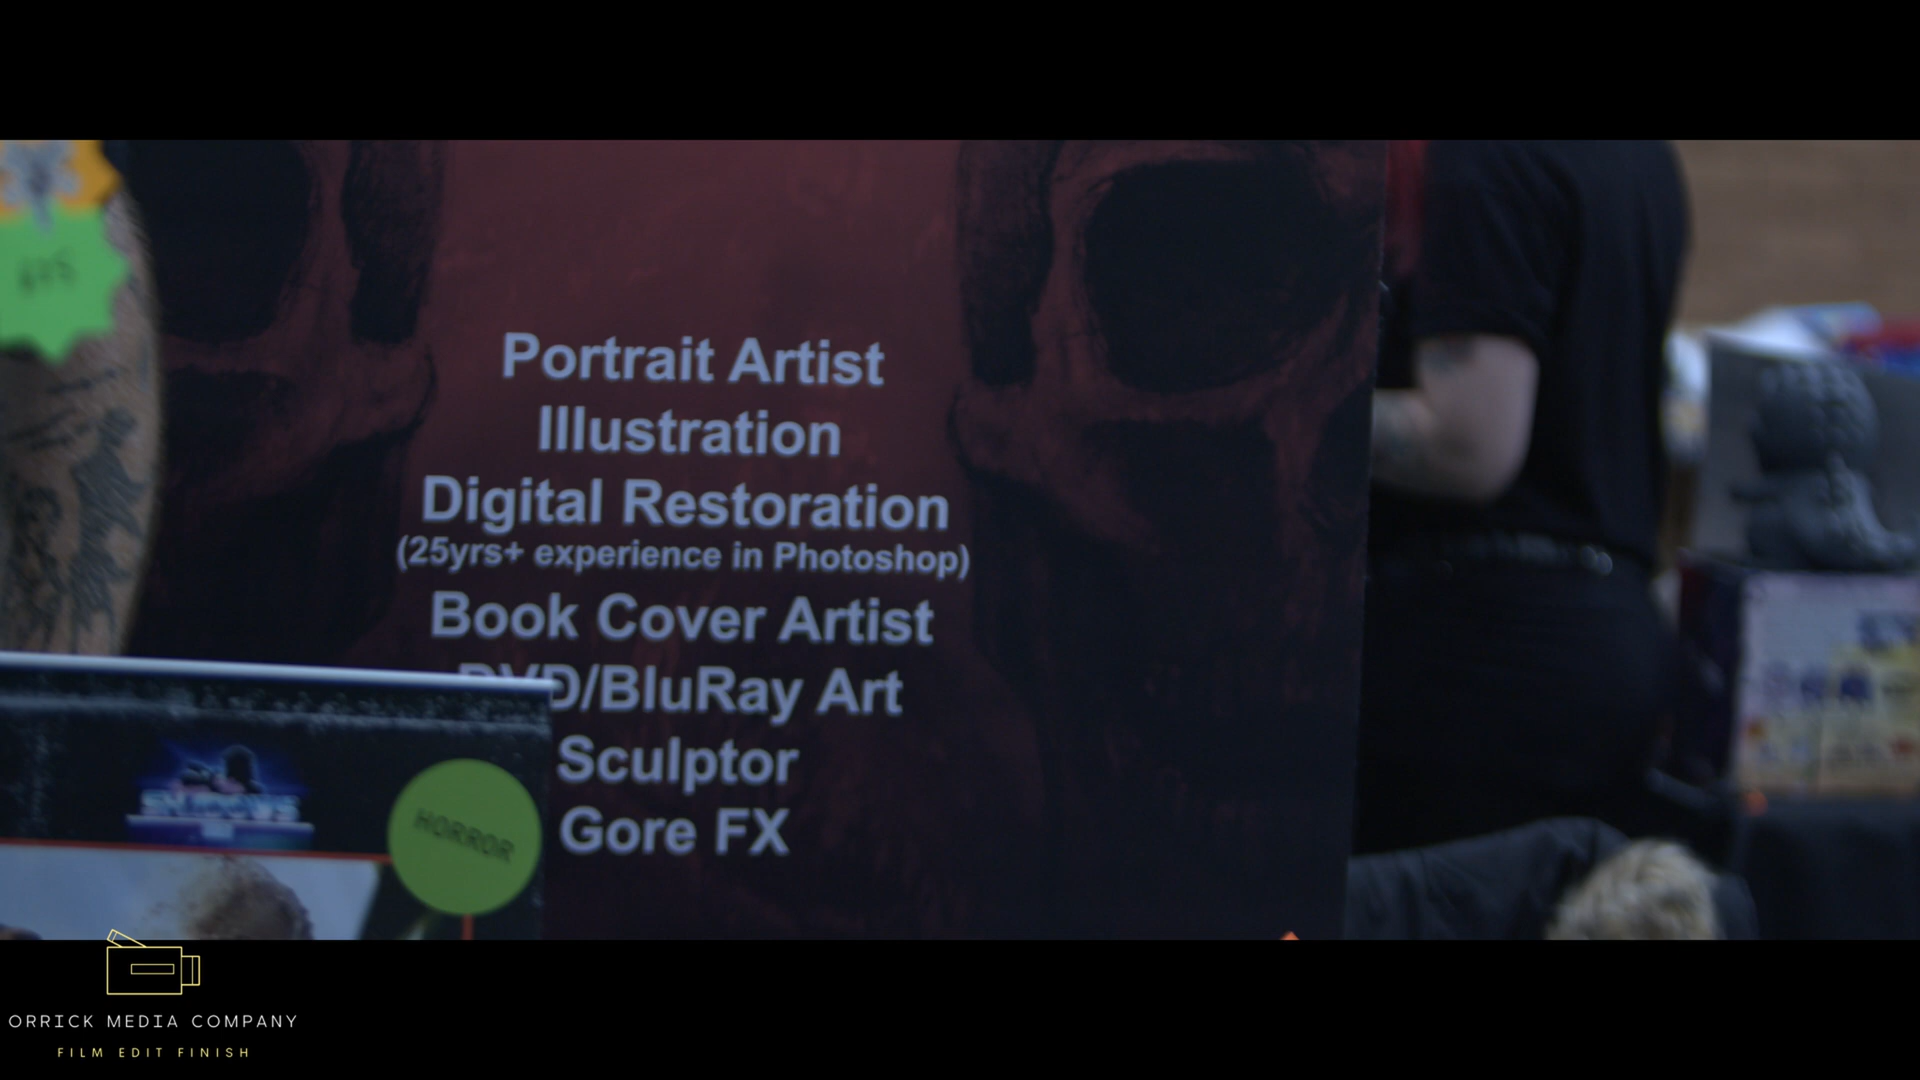 Portrait Artist
Illustration
Digital Restoration
(25yrs+ experience in Photoshop)
Book Cover Artist
DVD/BluRay Art
Sculptor
Gore FX
HORROR
ORRICK MEDIA COMPANY
FILM EDIT FINISH